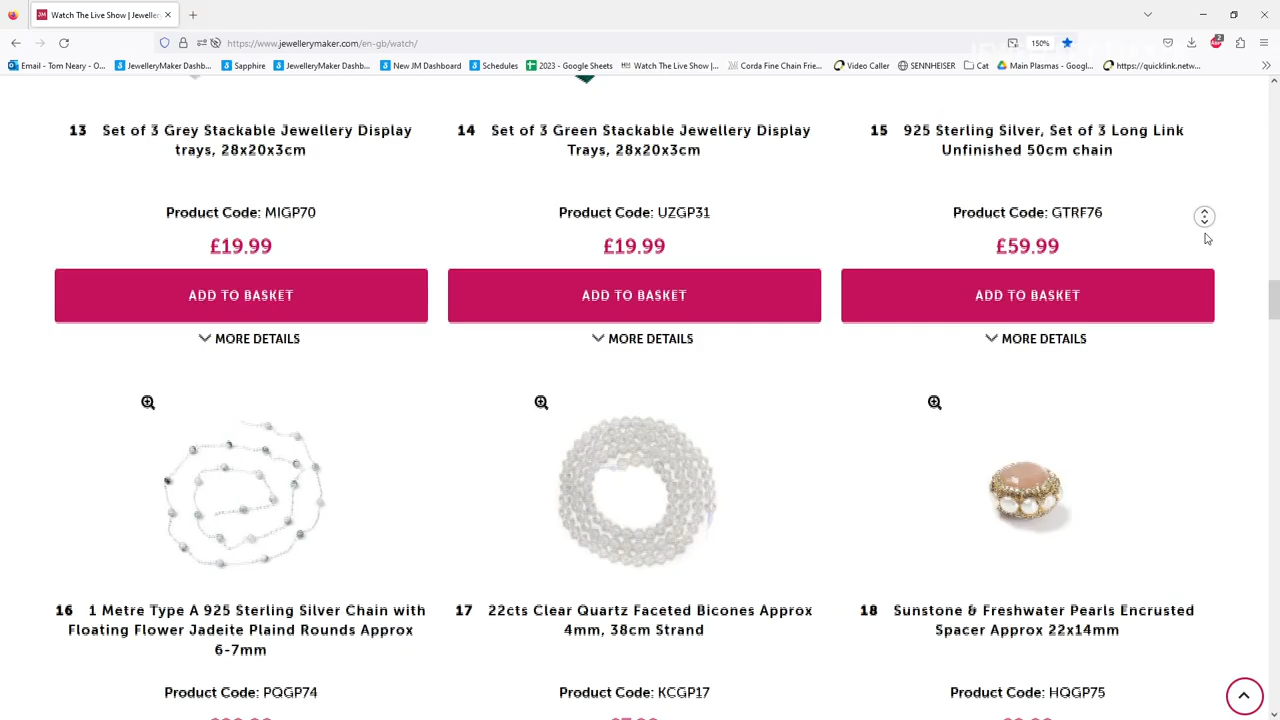 JM Watch The Live Show | Jeweller
https://www.jewellerymaker.com/en-gb/watch/
150%
2
Email - Tom Neary - O...
JewelleryMaker Dashb...
Sapphire
JewelleryMaker Dashb...
New JM Dashboard
Schedules
2023 - Google Sheets
Watch The Live Show |...
Corda Fine Chain Frie...
Video Caller
SENNHEISER
Cat
Main Plasmas - Googl...
https://quicklink.netw...
13 Set of 3 Grey Stackable Jewellery Display
trays, 28x20x3cm
Product Code: MIGP70
£19.99
ADD TO BASKET
MORE DETAILS
14 Set of 3 Green Stackable Jewellery Display
Trays, 28x20x3cm
Product Code: UZGP31
£19.99
ADD TO BASKET
MORE DETAILS
15 925 Sterling Silver, Set of 3 Long Link
Unfinished 50cm chain
Product Code: GTRF76
£59.99
ADD TO BASKET
MORE DETAILS
16 1 Metre Type A 925 Sterling Silver Chain with
Floating Flower Jadeite Plaind Rounds Approx
6-7mm
Product Code: PQGP74
17 22cts Clear Quartz Faceted Bicones Approx
4mm, 38cm Strand
Product Code: KCGP17
18 Sunstone & Freshwater Pearls Encrusted
Spacer Approx 22x14mm
Product Code: HQGP75